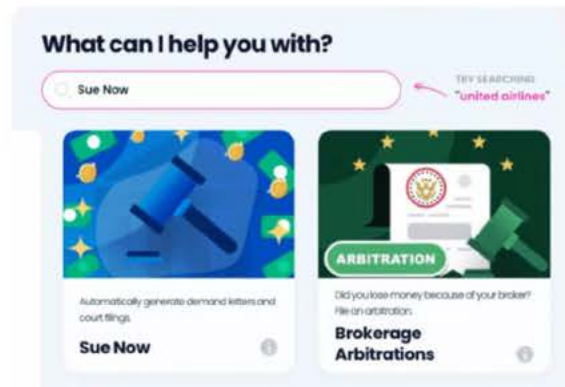 What can I help you with?
Sue Now
TRY SEARCHING
"united airlines"
ARBITRATION
Automatically generate demand letters and
court filings.
Sue Now
Did you lose money because of your broker?
File an arbitration.
Brokerage
Arbitrations